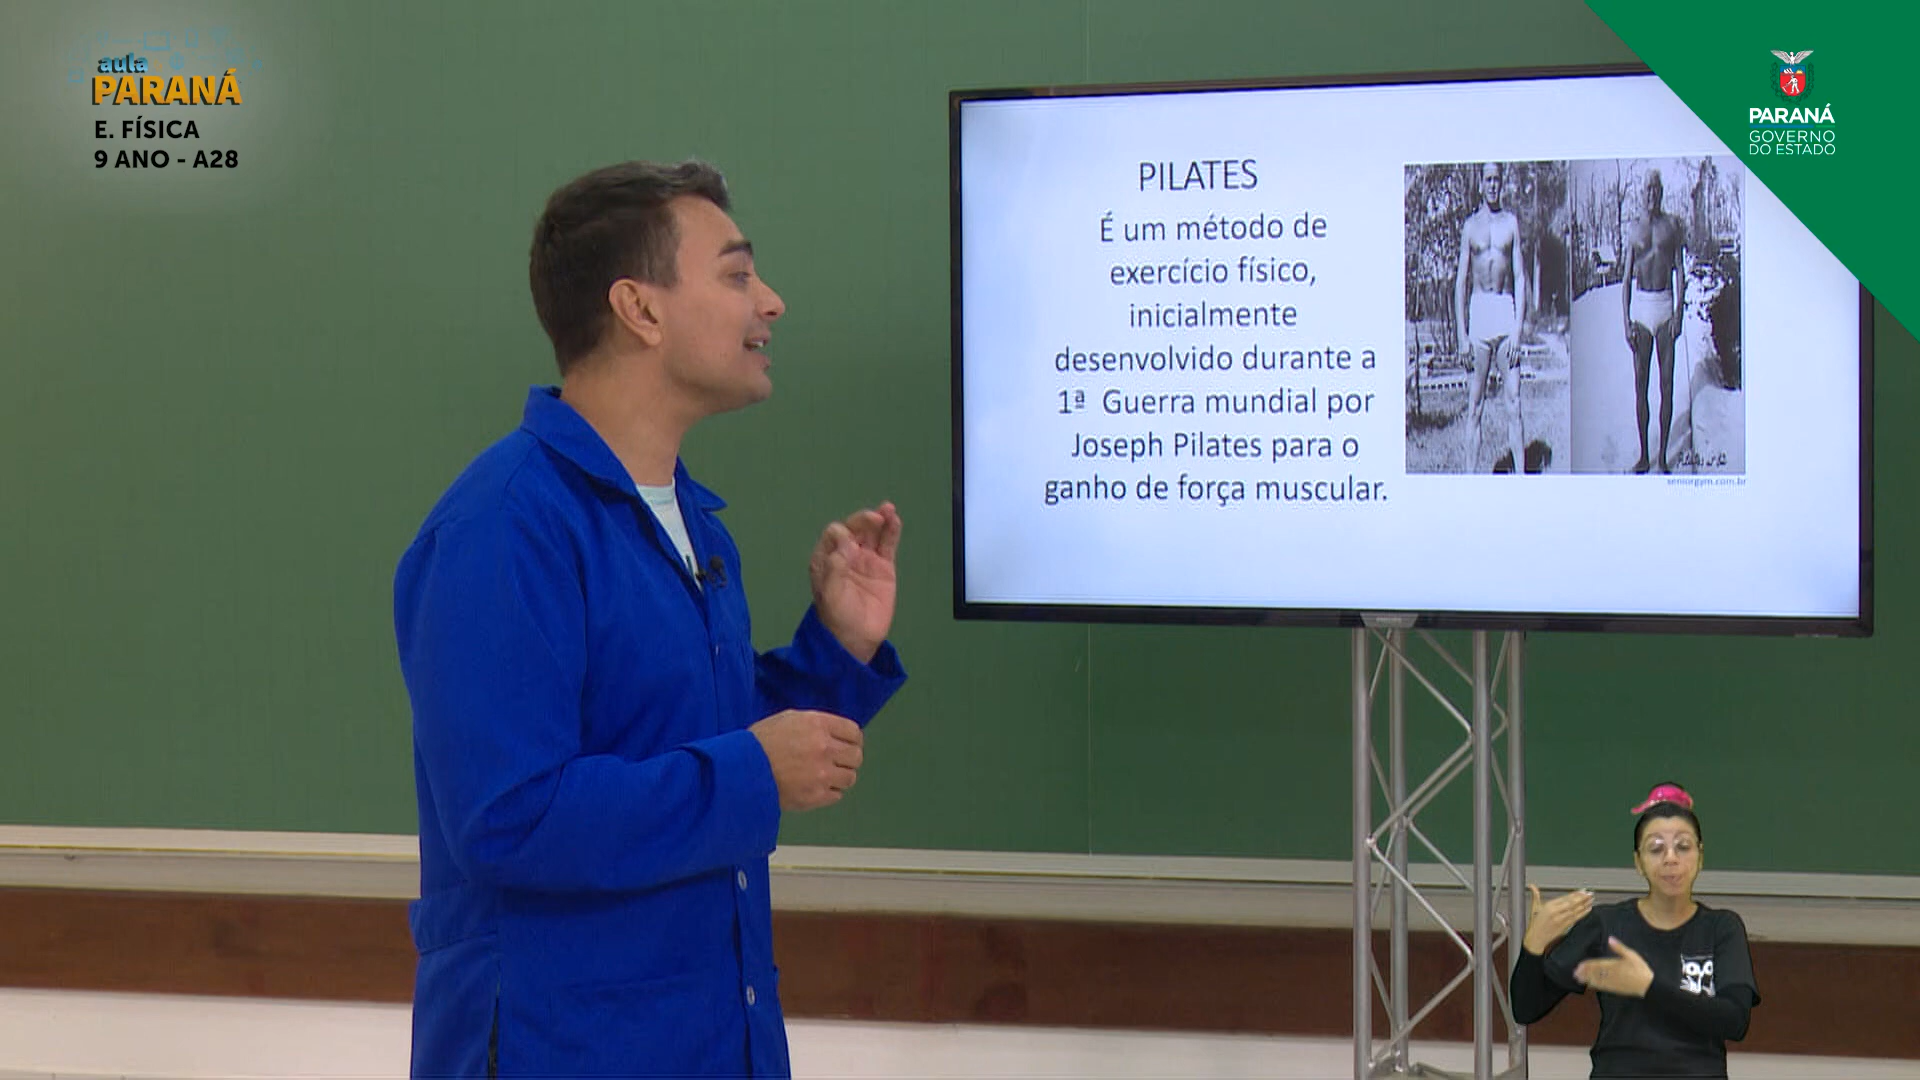 aula
PARANÁ
E. FÍSICA
9 ANO - A28
PARANÁ
GOVERNO
DO ESTADO
PILATES
É um método de
exercício físico,
inicialmente
desenvolvido durante a
1ª Guerra mundial por
Joseph Pilates para o
ganho de força muscular.
seniorgym.com.br